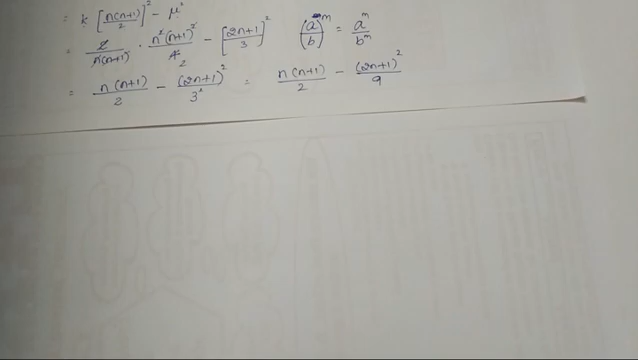 = k [n(n+1)/2]² - μ²
= 2/n(n+1) · n²(n+1)²/4 2 - [2n+1/3]² (a/b)^m = a^m/b^m
= n(n+1)/2 - (2n+1)²/3² = n(n+1)/2 - (2n+1)²/9